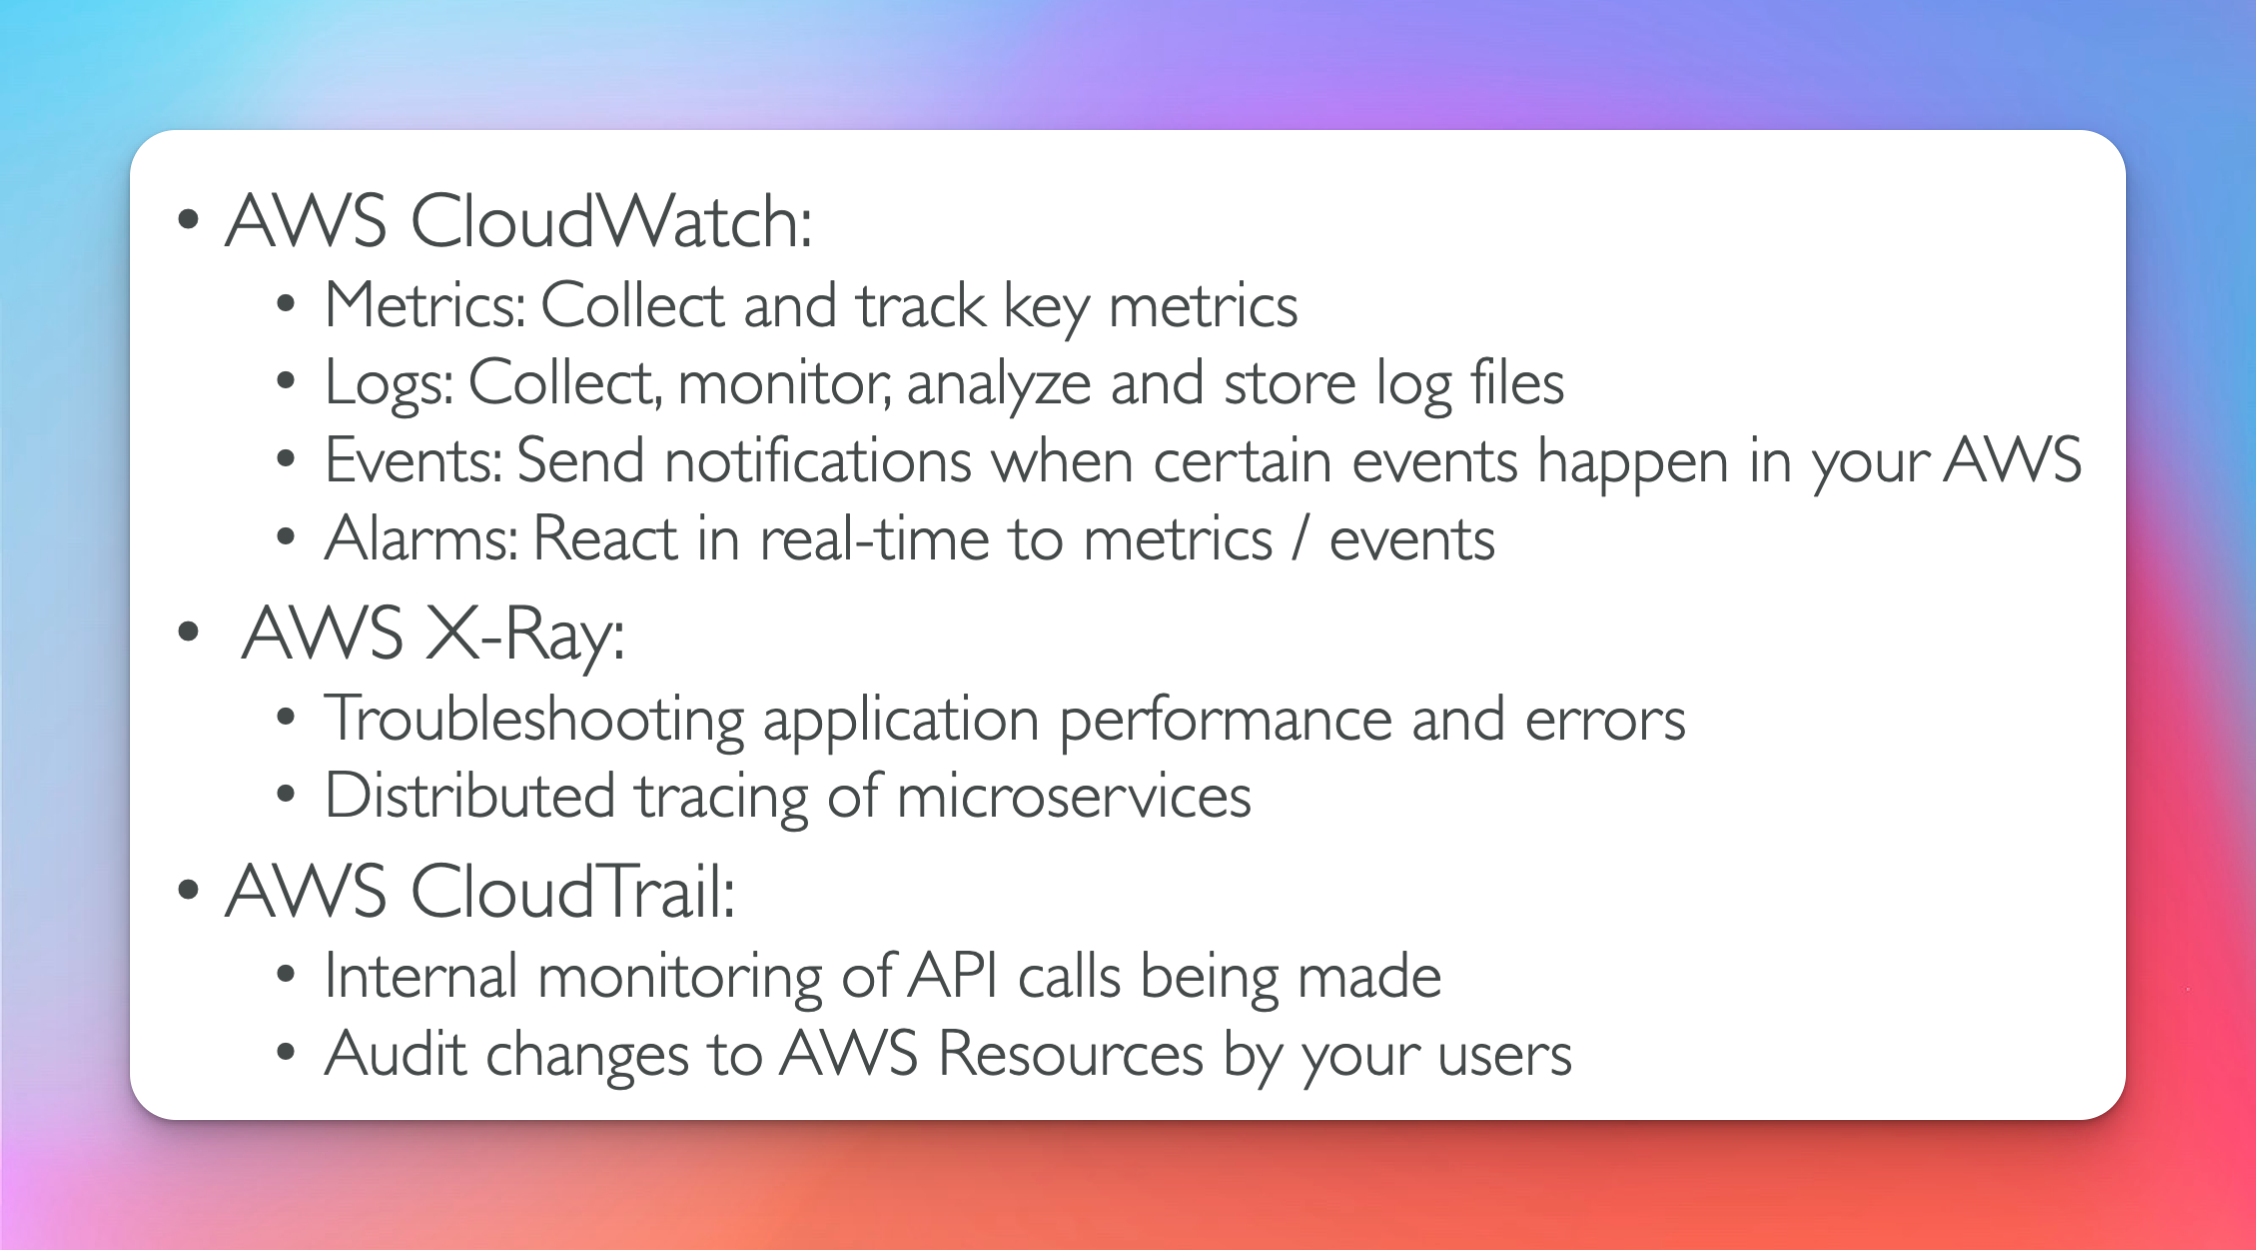 • AWS CloudWatch:
• Metrics: Collect and track key metrics
• Logs: Collect, monitor, analyze and store log files
• Events: Send notifications when certain events happen in your AWS
• Alarms: React in real-time to metrics / events
• AWS X-Ray:
• Troubleshooting application performance and errors
• Distributed tracing of microservices
• AWS CloudTrail:
• Internal monitoring of API calls being made
• Audit changes to AWS Resources by your users